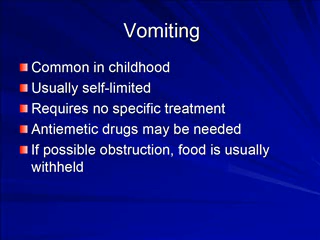 Vomiting
Common in childhood
Usually self-limited
Requires no specific treatment
Antiemetic drugs may be needed
If possible obstruction, food is usually
withheld